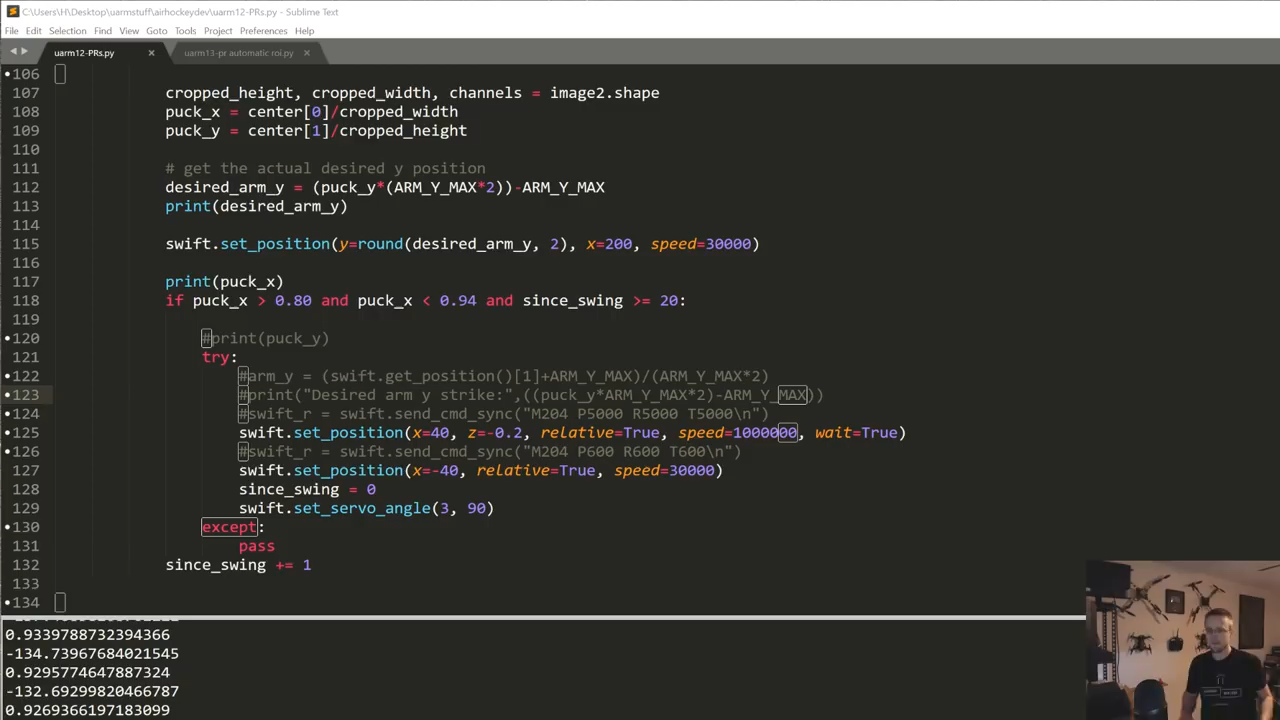 C:\Users\H\Desktop\uarmstuff\airhockeydev\uarm12-PRs.py - Sublime Text
File Edit Selection Find View Goto Tools Project Preferences Help
uarm12-PRs.py × uarm13-pr automatic roi.py ×
106
107 cropped_height, cropped_width, channels = image2.shape
108 puck_x = center[0]/cropped_width
109 puck_y = center[1]/cropped_height
110
111 # get the actual desired y position
112 desired_arm_y = (puck_y*(ARM_Y_MAX*2))-ARM_Y_MAX
113 print(desired_arm_y)
114
115 swift.set_position(y=round(desired_arm_y, 2), x=200, speed=30000)
116
117 print(puck_x)
118 if puck_x > 0.80 and puck_x < 0.94 and since_swing >= 20:
119
120 #print(puck_y)
121 try:
122 #arm_y = (swift.get_position()[1]+ARM_Y_MAX)/(ARM_Y_MAX*2)
123 #print("Desired arm y strike:",((puck_y*ARM_Y_MAX*2)-ARM_Y_MAX))
124 #swift_r = swift.send_cmd_sync("M204 P5000 R5000 T5000\n")
125 swift.set_position(x=40, z=-0.2, relative=True, speed=1000000, wait=True)
126 #swift_r = swift.send_cmd_sync("M204 P600 R600 T600\n")
127 swift.set_position(x=-40, relative=True, speed=30000)
128 since_swing = 0
129 swift.set_servo_angle(3, 90)
130 except:
131 pass
132 since_swing += 1
133
134
0.9339788732394366
-134.73967684021545
0.9295774647887324
-132.69299820466787
0.9269366197183099